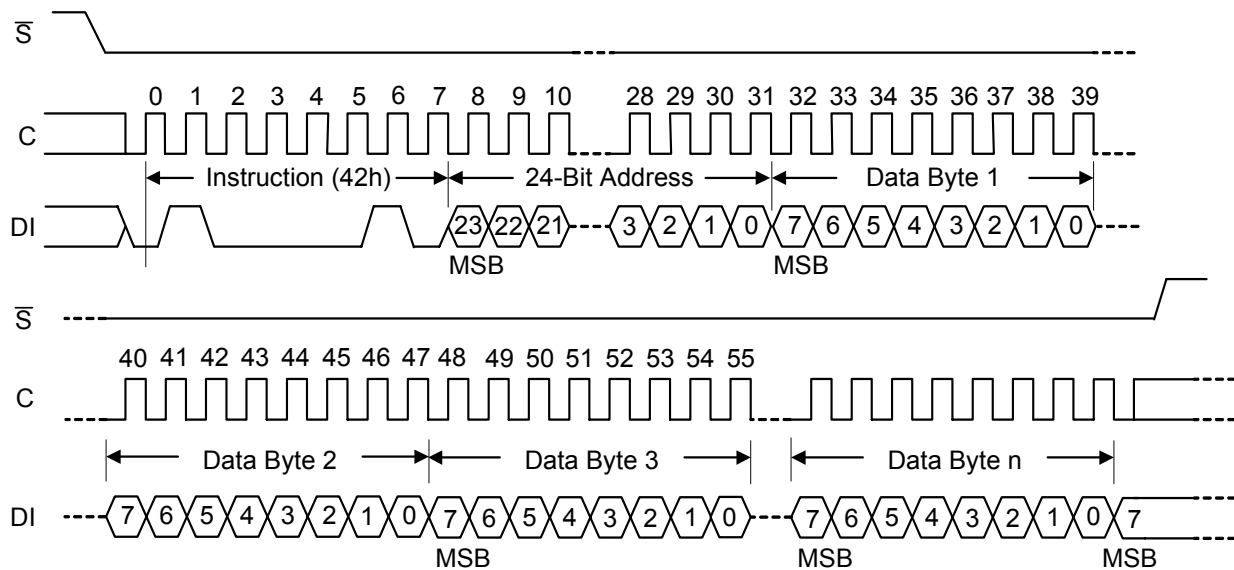 S̅
0 1 2 3 4 5 6 7 8 9 10 28 29 30 31 32 33 34 35 36 37 38 39
C
Instruction (42h) 24-Bit Address Data Byte 1
DI 23 22 21 3 2 1 0 7 6 5 4 3 2 1 0
MSB MSB
S̅
40 41 42 43 44 45 46 47 48 49 50 51 52 53 54 55
C
Data Byte 2 Data Byte 3 Data Byte n
DI 7 6 5 4 3 2 1 0 7 6 5 4 3 2 1 0 7 6 5 4 3 2 1 0 7
MSB MSB MSB